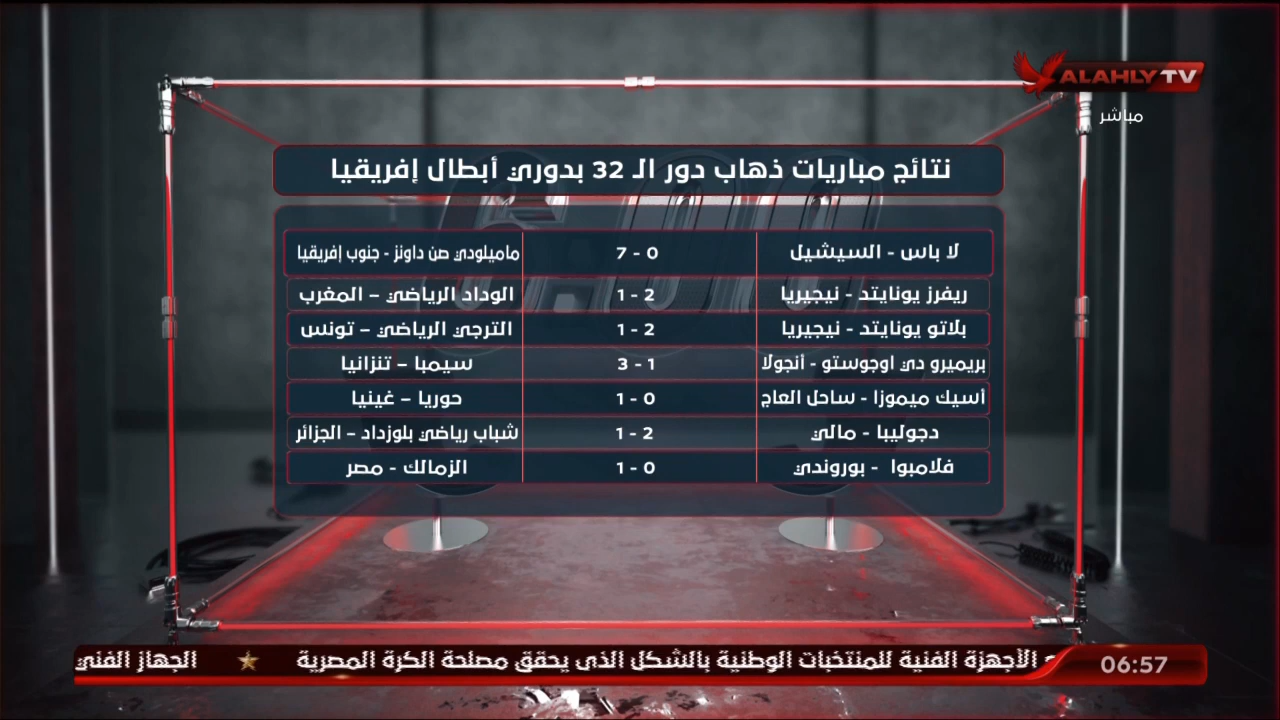 ALAHLY TV
مباشر
نتائج مباريات ذهاب دور الـ 32 بدوري أبطال إفريقيا
لا باس - السيشيل 7 - 0 ماميلودي صن داونز - جنوب إفريقيا
ريفرز يونايتد - نيجيريا 1 - 2 الوداد الرياضي – المغرب
بلاتو يونايتد - نيجيريا 1 - 2 الترجي الرياضي – تونس
بريميرو دي اوجوستو - أنجولا 3 - 1 سيمبا – تنزانيا
أسيك ميموزا - ساحل العاج 1 - 0 حوريا – غينيا
دجوليبا - مالي 1 - 2 شباب رياضي بلوزداد – الجزائر
فلامبوا - بوروندي 1 - 0 الزمالك - مصر
الأجهزة الفنية للمنتخبات الوطنية بالشكل الذى يحقق مصلحة الكرة المصرية الجهاز الفني
06:57